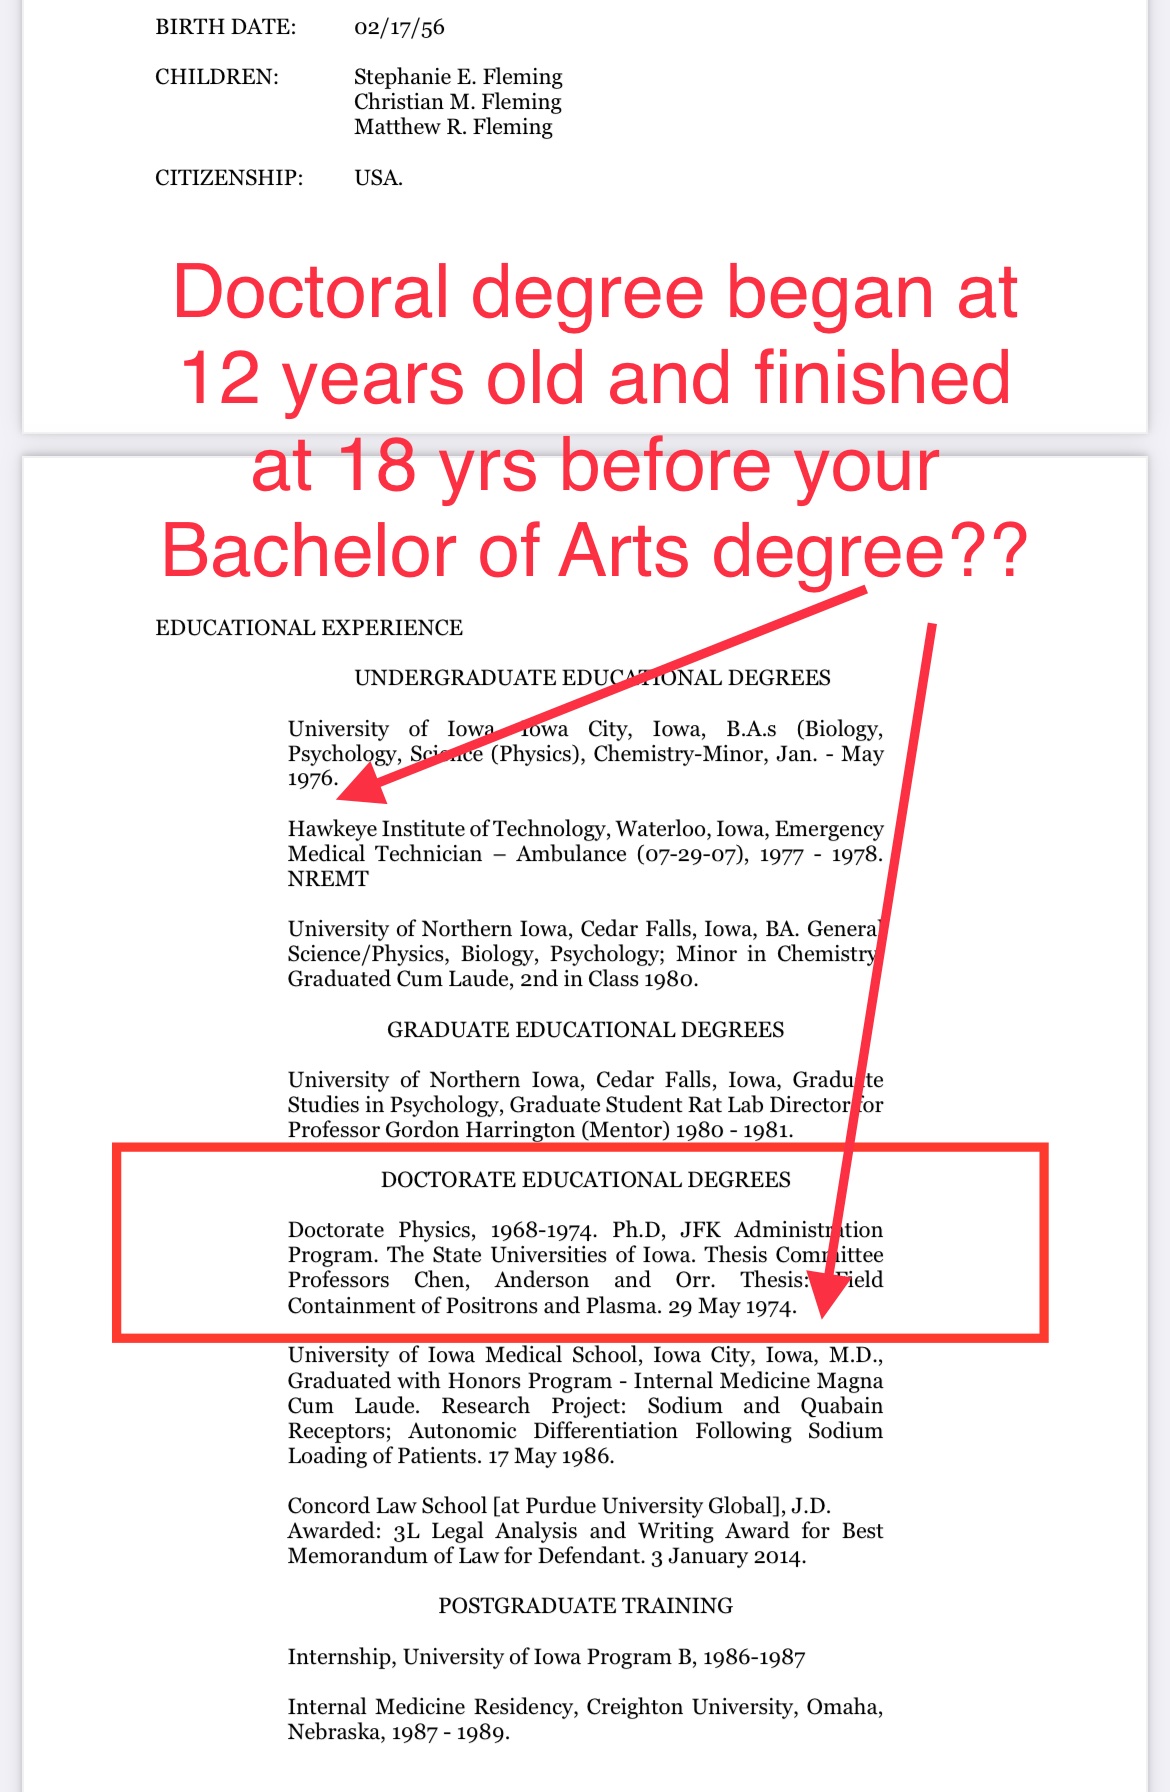 BIRTH DATE: 02/17/56
CHILDREN: Stephanie E. Fleming
Christian M. Fleming
Matthew R. Fleming
CITIZENSHIP: USA.
Doctoral degree began at
12 years old and finished
at 18 yrs before your
Bachelor of Arts degree??
EDUCATIONAL EXPERIENCE
UNDERGRADUATE EDUCATIONAL DEGREES
University of Iowa, Iowa City, Iowa, B.A.s (Biology,
Psychology, Science (Physics), Chemistry-Minor, Jan. - May
1976.
Hawkeye Institute of Technology, Waterloo, Iowa, Emergency
Medical Technician – Ambulance (07-29-07), 1977 - 1978.
NREMT
University of Northern Iowa, Cedar Falls, Iowa, BA. General
Science/Physics, Biology, Psychology; Minor in Chemistry
Graduated Cum Laude, 2nd in Class 1980.
GRADUATE EDUCATIONAL DEGREES
University of Northern Iowa, Cedar Falls, Iowa, Graduate
Studies in Psychology, Graduate Student Rat Lab Director for
Professor Gordon Harrington (Mentor) 1980 - 1981.
DOCTORATE EDUCATIONAL DEGREES
Doctorate Physics, 1968-1974. Ph.D, JFK Administration
Program. The State Universities of Iowa. Thesis Committee
Professors Chen, Anderson and Orr. Thesis: Field
Containment of Positrons and Plasma. 29 May 1974.
University of Iowa Medical School, Iowa City, Iowa, M.D.,
Graduated with Honors Program - Internal Medicine Magna
Cum Laude. Research Project: Sodium and Quabain
Receptors; Autonomic Differentiation Following Sodium
Loading of Patients. 17 May 1986.
Concord Law School [at Purdue University Global], J.D.
Awarded: 3L Legal Analysis and Writing Award for Best
Memorandum of Law for Defendant. 3 January 2014.
POSTGRADUATE TRAINING
Internship, University of Iowa Program B, 1986-1987
Internal Medicine Residency, Creighton University, Omaha,
Nebraska, 1987 - 1989.